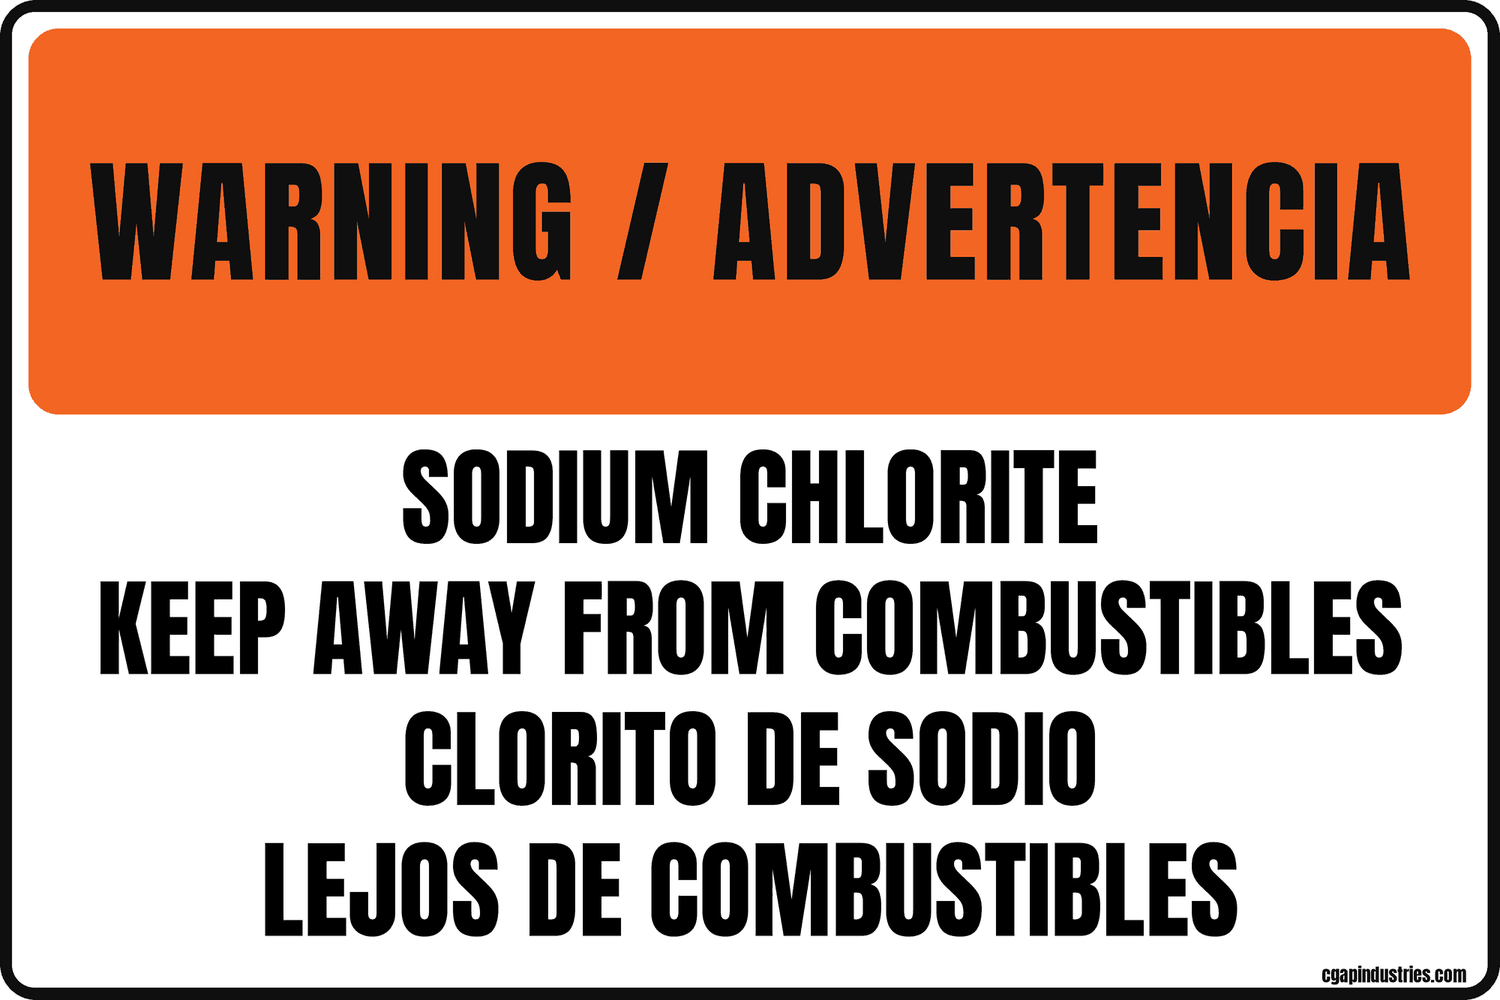 WARNING / ADVERTENCIA
SODIUM CHLORITE
KEEP AWAY FROM COMBUSTIBLES
CLORITO DE SODIO
LEJOS DE COMBUSTIBLES
cgapindustries.com